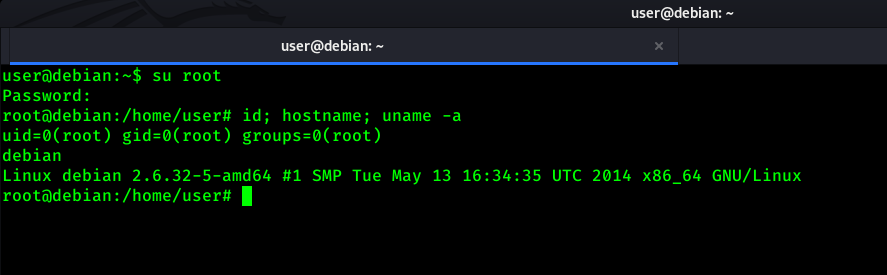 user@debian: ~
user@debian: ~ ×
user@debian:~$ su root
Password:
root@debian:/home/user# id; hostname; uname -a
uid=0(root) gid=0(root) groups=0(root)
debian
Linux debian 2.6.32-5-amd64 #1 SMP Tue May 13 16:34:35 UTC 2014 x86_64 GNU/Linux
root@debian:/home/user#